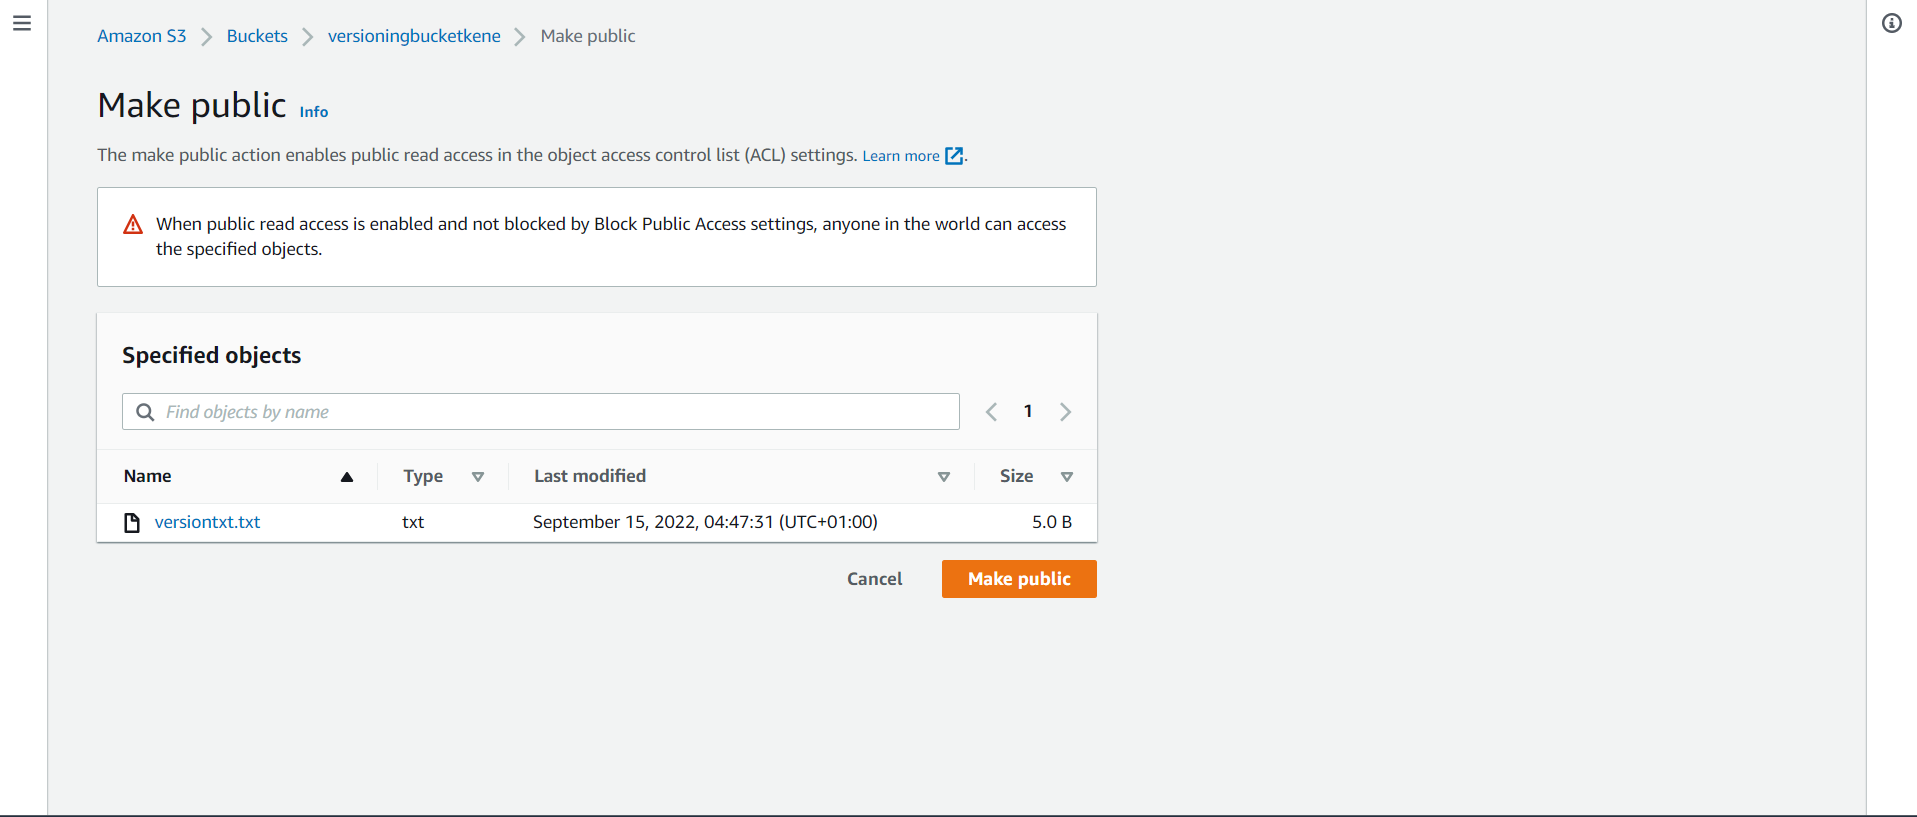 Amazon S3 Buckets versioningbucketkene Make public
Make public Info
The make public action enables public read access in the object access control list (ACL) settings. Learn more .
When public read access is enabled and not blocked by Block Public Access settings, anyone in the world can access
the specified objects.
Specified objects
Find objects by name 1
Name Type Last modified Size
versiontxt.txt txt September 15, 2022, 04:47:31 (UTC+01:00) 5.0 B
Cancel Make public